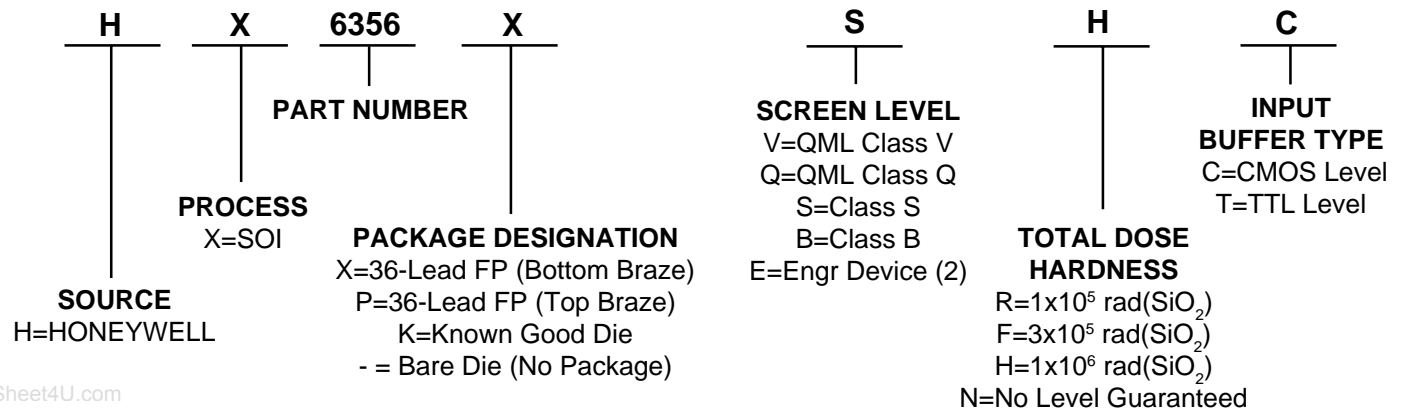 H X 6356 X S H C
PART NUMBER
PROCESS
X=SOI
SOURCE
H=HONEYWELL
PACKAGE DESIGNATION
X=36-Lead FP (Bottom Braze)
P=36-Lead FP (Top Braze)
K=Known Good Die
- = Bare Die (No Package)
SCREEN LEVEL
V=QML Class V
Q=QML Class Q
S=Class S
B=Class B
E=Engr Device (2)
TOTAL DOSE
HARDNESS
R=1x10⁵ rad(SiO₂)
F=3x10⁵ rad(SiO₂)
H=1x10⁶ rad(SiO₂)
N=No Level Guaranteed
INPUT
BUFFER TYPE
C=CMOS Level
T=TTL Level
Sheet4U.com